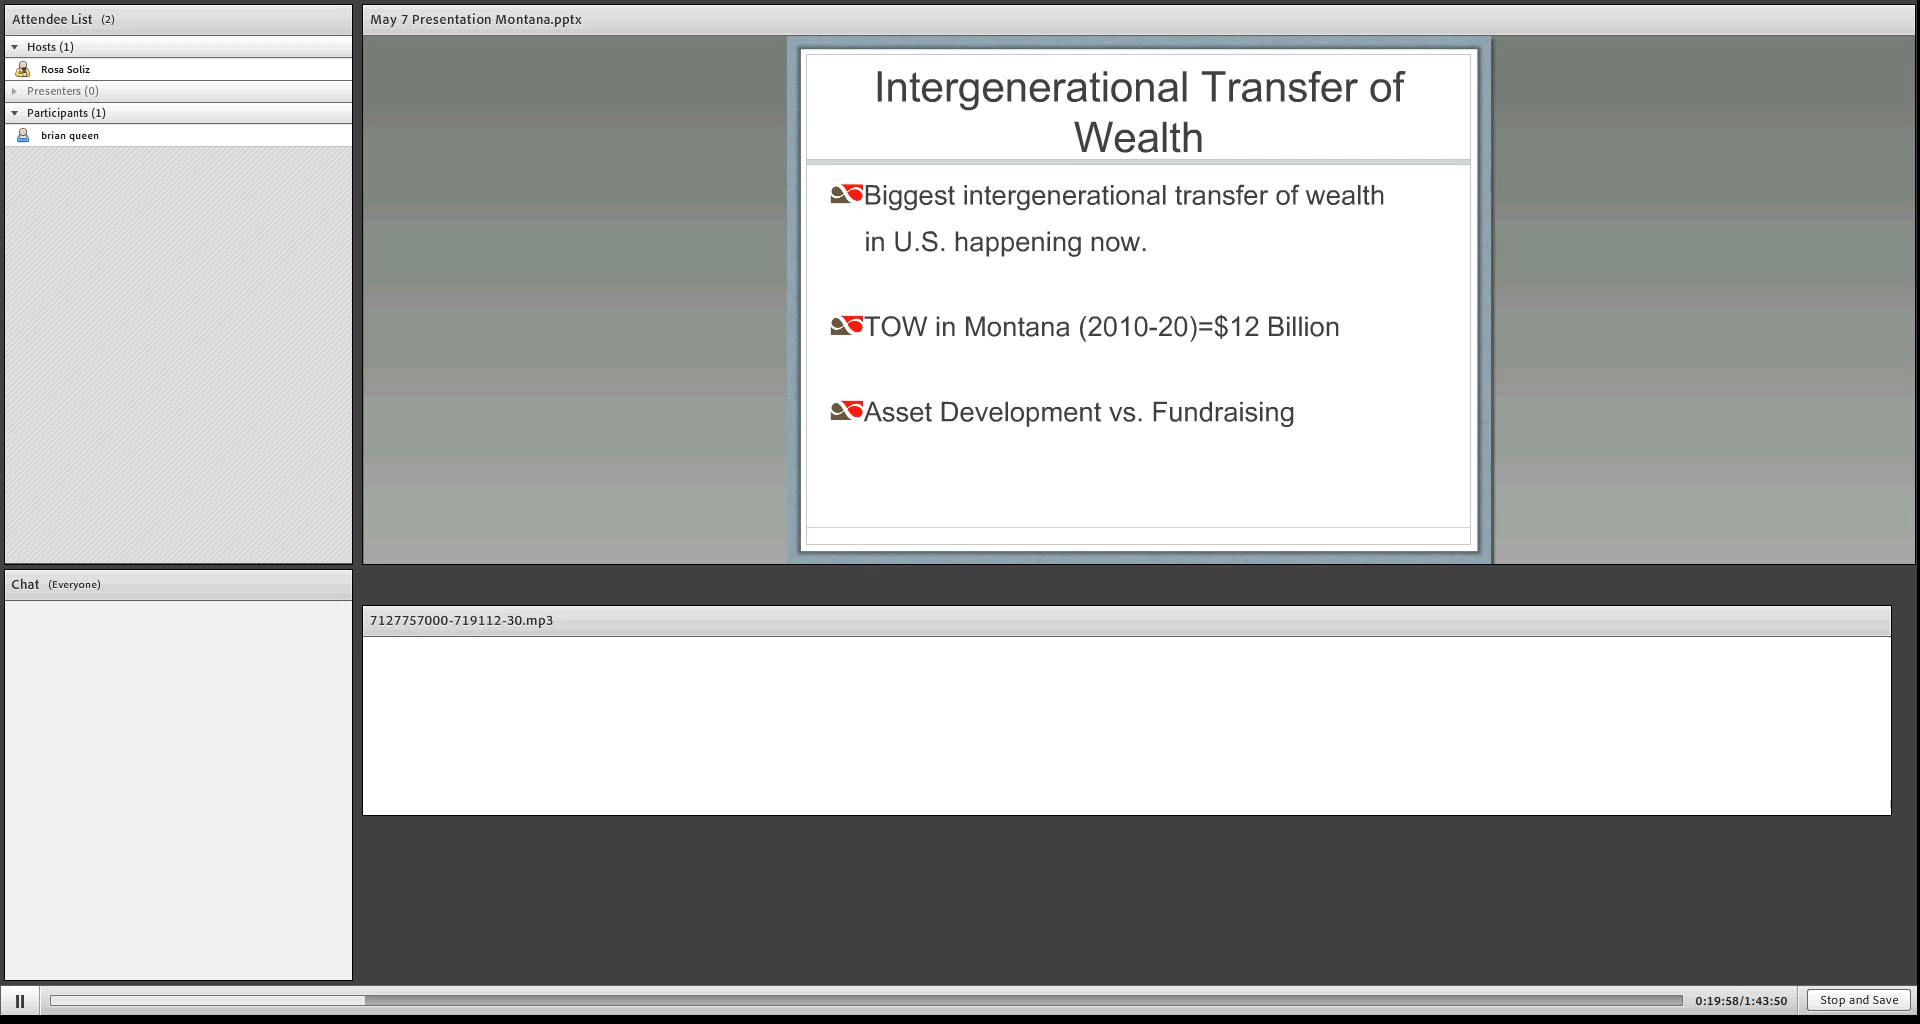 Attendee List (2)
Hosts (1)
Rosa Soliz
Presenters (0)
Participants (1)
brian queen
Chat (Everyone)
May 7 Presentation Montana.pptx
Intergenerational Transfer of
Wealth
Biggest intergenerational transfer of wealth
in U.S. happening now.
TOW in Montana (2010-20)=$12 Billion
Asset Development vs. Fundraising
7127757000-719112-30.mp3
0:19:58/1:43:50
Stop and Save